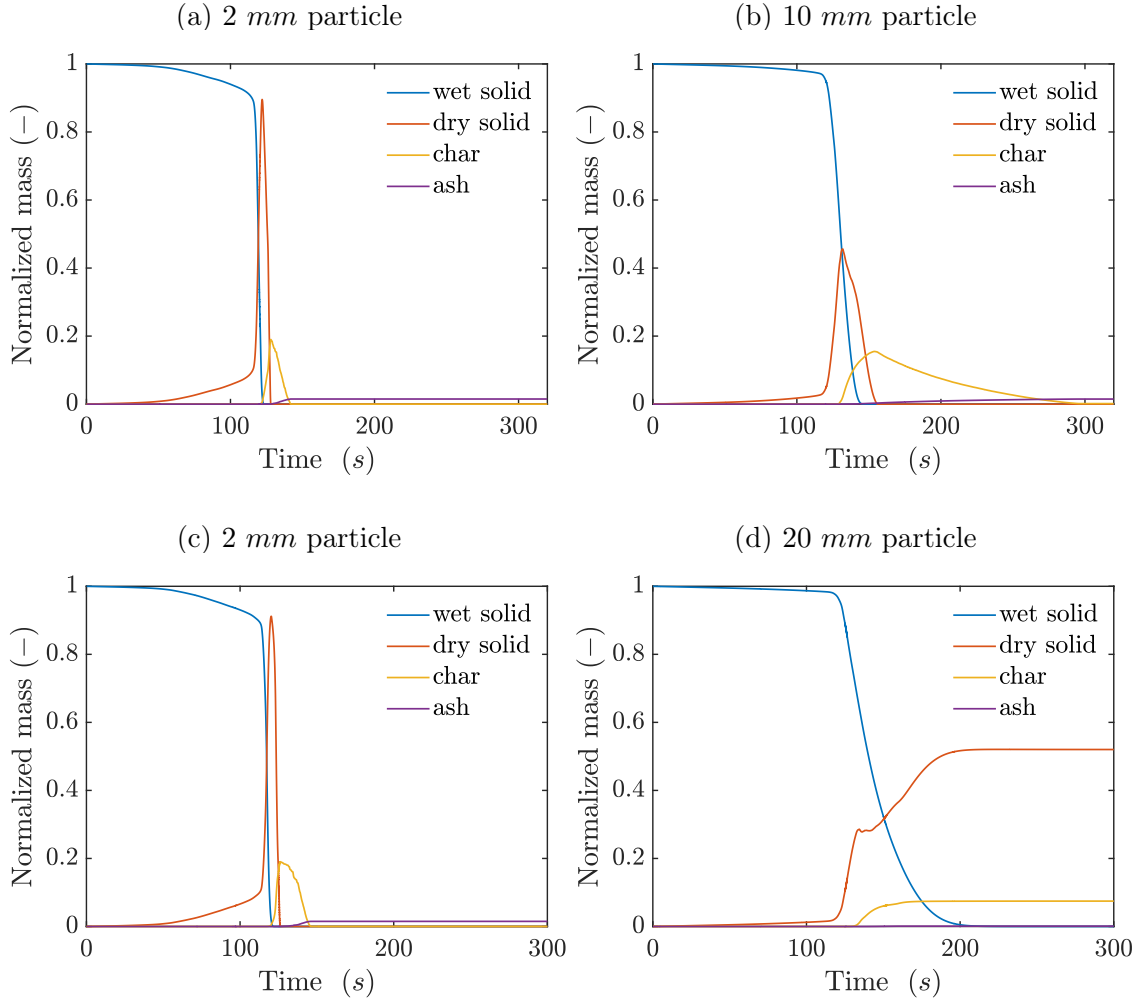 (a) 2 mm particle
Normalized mass (−)
1
0.8
0.6
0.4
0.2
0
0
100
200
300
Time (s)
wet solid
dry solid
char
ash
(b) 10 mm particle
Normalized mass (−)
1
0.8
0.6
0.4
0.2
0
0
100
200
300
Time (s)
wet solid
dry solid
char
ash
(c) 2 mm particle
Normalized mass (−)
1
0.8
0.6
0.4
0.2
0
0
100
200
300
Time (s)
wet solid
dry solid
char
ash
(d) 20 mm particle
Normalized mass (−)
1
0.8
0.6
0.4
0.2
0
0
100
200
300
Time (s)
wet solid
dry solid
char
ash